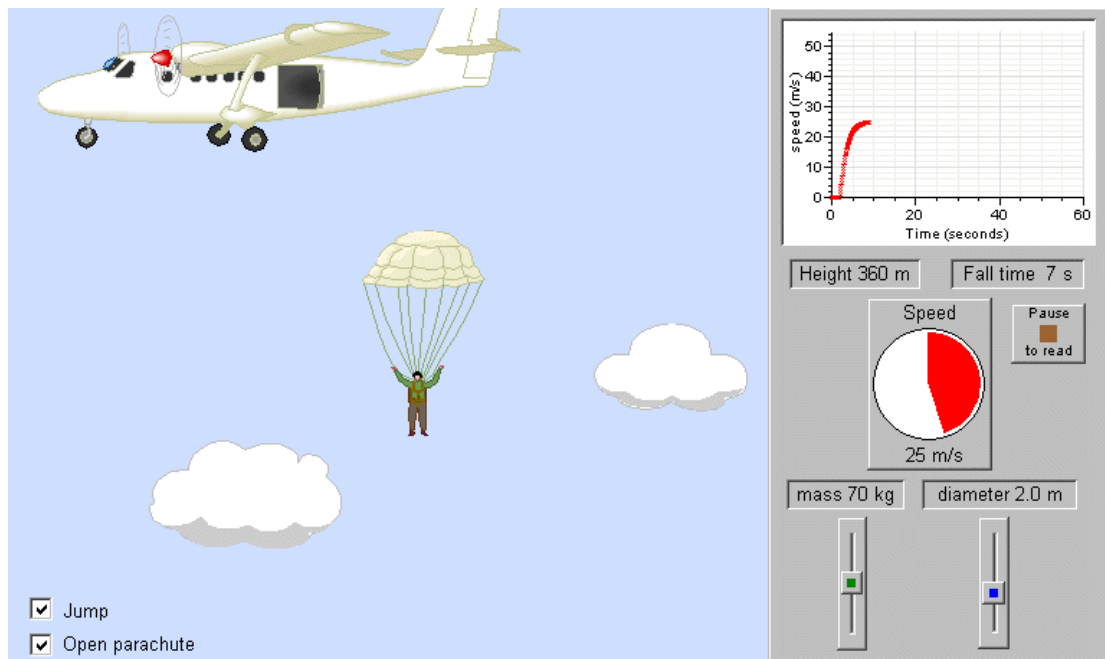 speed (m/s)
50
40
30
20
10
0
0 20 40 60
Time (seconds)
Height 360 m Fall time 7 s
Speed
25 m/s
Pause
to read
mass 70 kg diameter 2.0 m
Jump
Open parachute